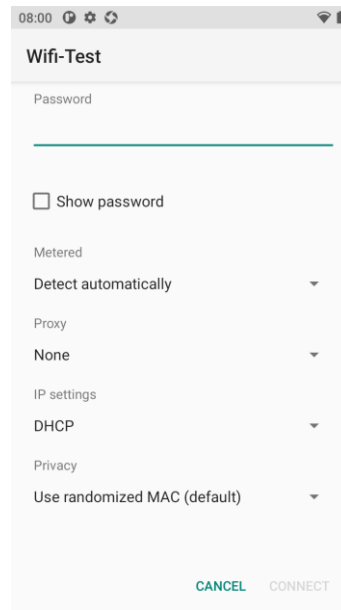 08:00
Wifi-Test
Password
Show password
Metered
Detect automatically
Proxy
None
IP settings
DHCP
Privacy
Use randomized MAC (default)
CANCEL CONNECT